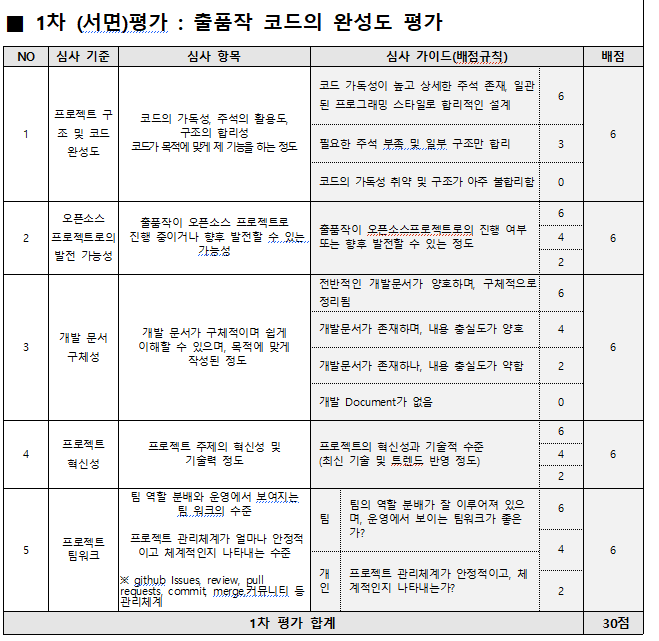 ■ 1차 (서면)평가 : 출품작 코드의 완성도 평가
NO 심사 기준 심사 항목 심사 가이드(배점규칙) 배점
1
프로젝트 구
조 및 코드
완성도
코드의 가독성, 주석의 활용도,
구조의 합리성
코드가 목적에 맞게 제 기능을 하는 정도
코드 가독성이 높고 상세한 주석 존재, 일관
된 프로그래밍 스타일로 합리적인 설계
6
필요한 주석 부족 및 일부 구조만 합리
3
코드의 가독성 취약 및 구조가 아주 불합리함
0
6
2
오픈소스
프로젝트로의
발전 가능성
출품작이 오픈소스 프로젝트로
진행 중이거나 향후 발전할 수 있는
가능성
출품작이 오픈소스프로젝트로의 진행 여부
또는 향후 발전할 수 있는 정도
6
4
2
6
3
개발 문서
구체성
개발 문서가 구체적이며 쉽게
이해할 수 있으며, 목적에 맞게
작성된 정도
전반적인 개발문서가 양호하며, 구체적으로
정리됨
6
개발문서가 존재하며, 내용 충실도가 양호
4
개발문서가 존재하나, 내용 충실도가 약함
2
개발 Document가 없음
0
6
4
프로젝트
혁신성
프로젝트 주제의 혁신성 및
기술력 정도
프로젝트의 혁신성과 기술적 수준
(최신 기술 및 트렌드 반영 정도)
6
4
2
6
5
프로젝트
팀워크
팀 역할 분배와 운영에서 보여지는
팀 워크의 수준
프로젝트 관리체계가 얼마나 안정적
이고 체계적인지 나타내는 수준
※ github Issues, review, pull
requests, commit, merge,커뮤니티 등
관리체계
팀
팀의 역할 분배가 잘 이루어져 있으
며, 운영에서 보이는 팀워크가 좋은
가?
개
인
프로젝트 관리체계가 안정적이고, 체
계적인지 나타내는가?
6
4
2
6
1차 평가 합계 30점